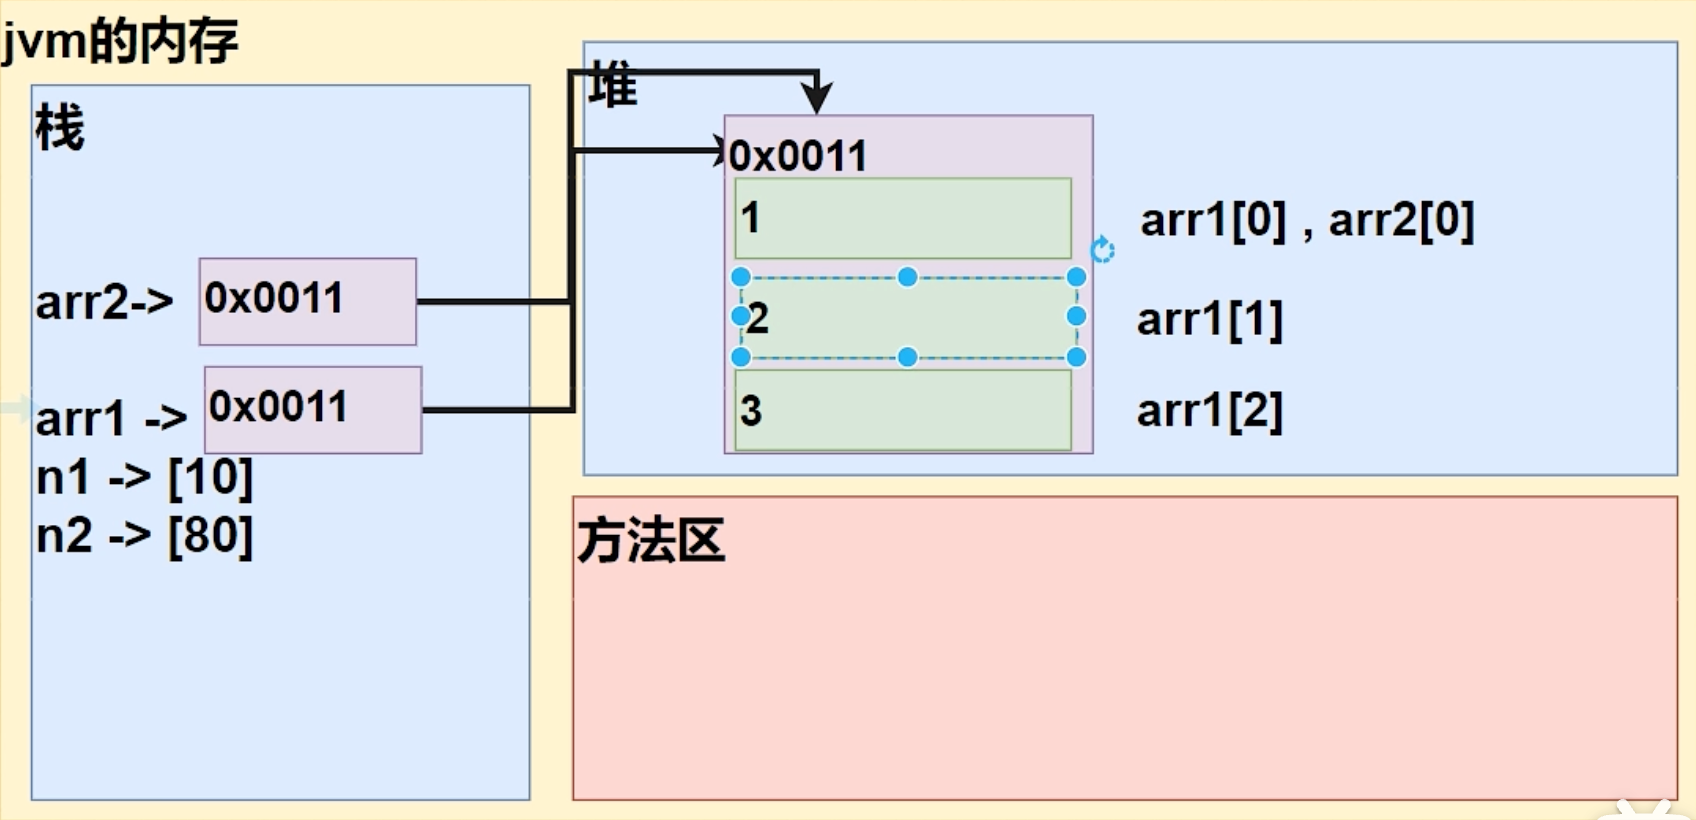 jvm的内存
栈
arr2-> 0x0011
arr1 -> 0x0011
n1 -> [10]
n2 -> [80]
堆
0x0011
1 arr1[0] , arr2[0]
2 arr1[1]
3 arr1[2]
方法区